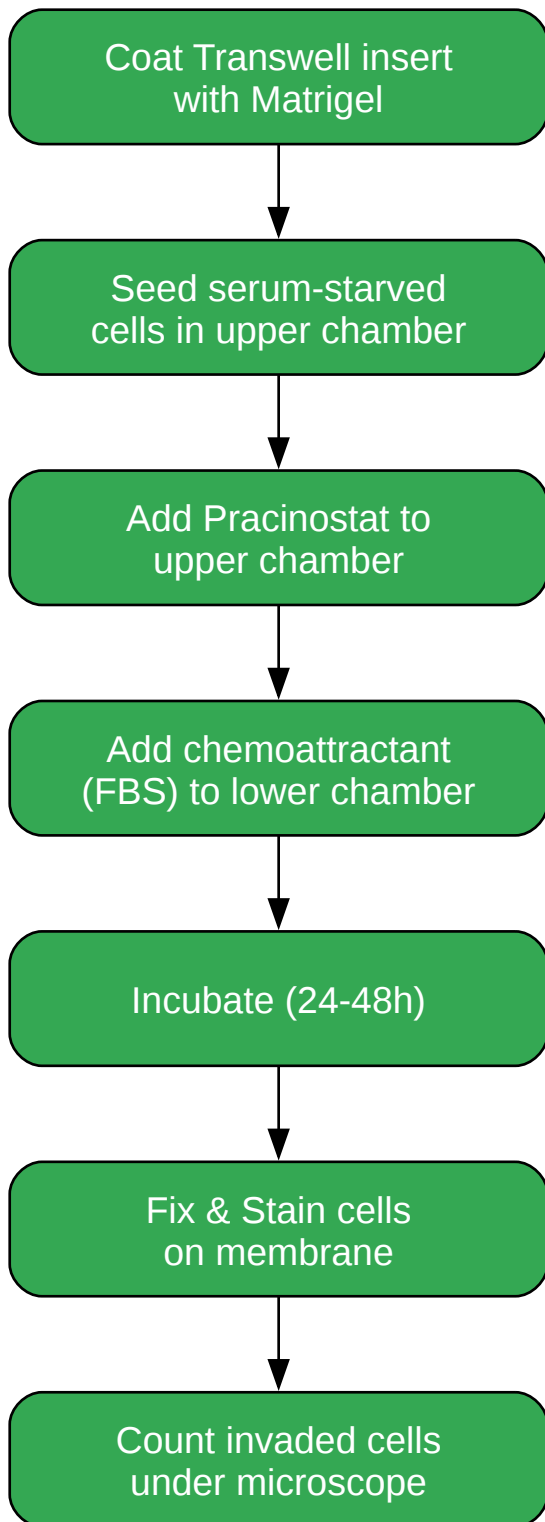 Coat Transwell insert
with Matrigel
Seed serum-starved
cells in upper chamber
Add Pracinostat to
upper chamber
Add chemoattractant
(FBS) to lower chamber
Incubate (24-48h)
Fix & Stain cells
on membrane
Count invaded cells
under microscope